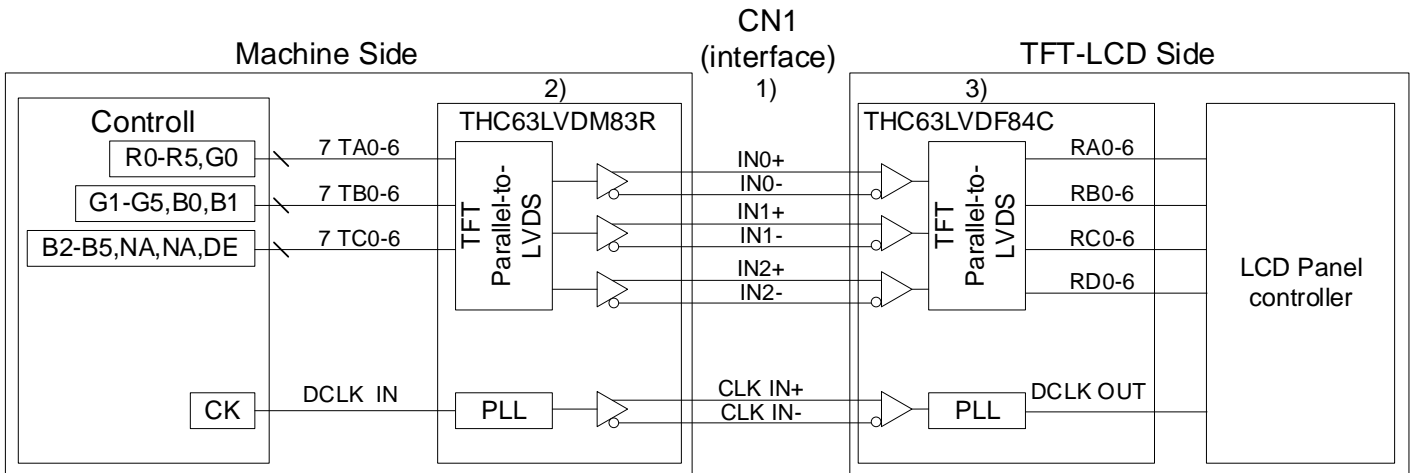 CN1
(interface)
1)
Machine Side
TFT-LCD Side
2)
3)
Controll
THC63LVDM83R
THC63LVDF84C
R0-R5,G0
7 TA0-6
G1-G5,B0,B1
7 TB0-6
B2-B5,NA,NA,DE
7 TC0-6
TFT
Parallel-to-
LVDS
IN0+
IN0-
IN1+
IN1-
IN2+
IN2-
TFT
Parallel-to-
LVDS
RA0-6
RB0-6
RC0-6
RD0-6
LCD Panel
controller
CK
DCLK IN
PLL
CLK IN+
CLK IN-
PLL
DCLK OUT